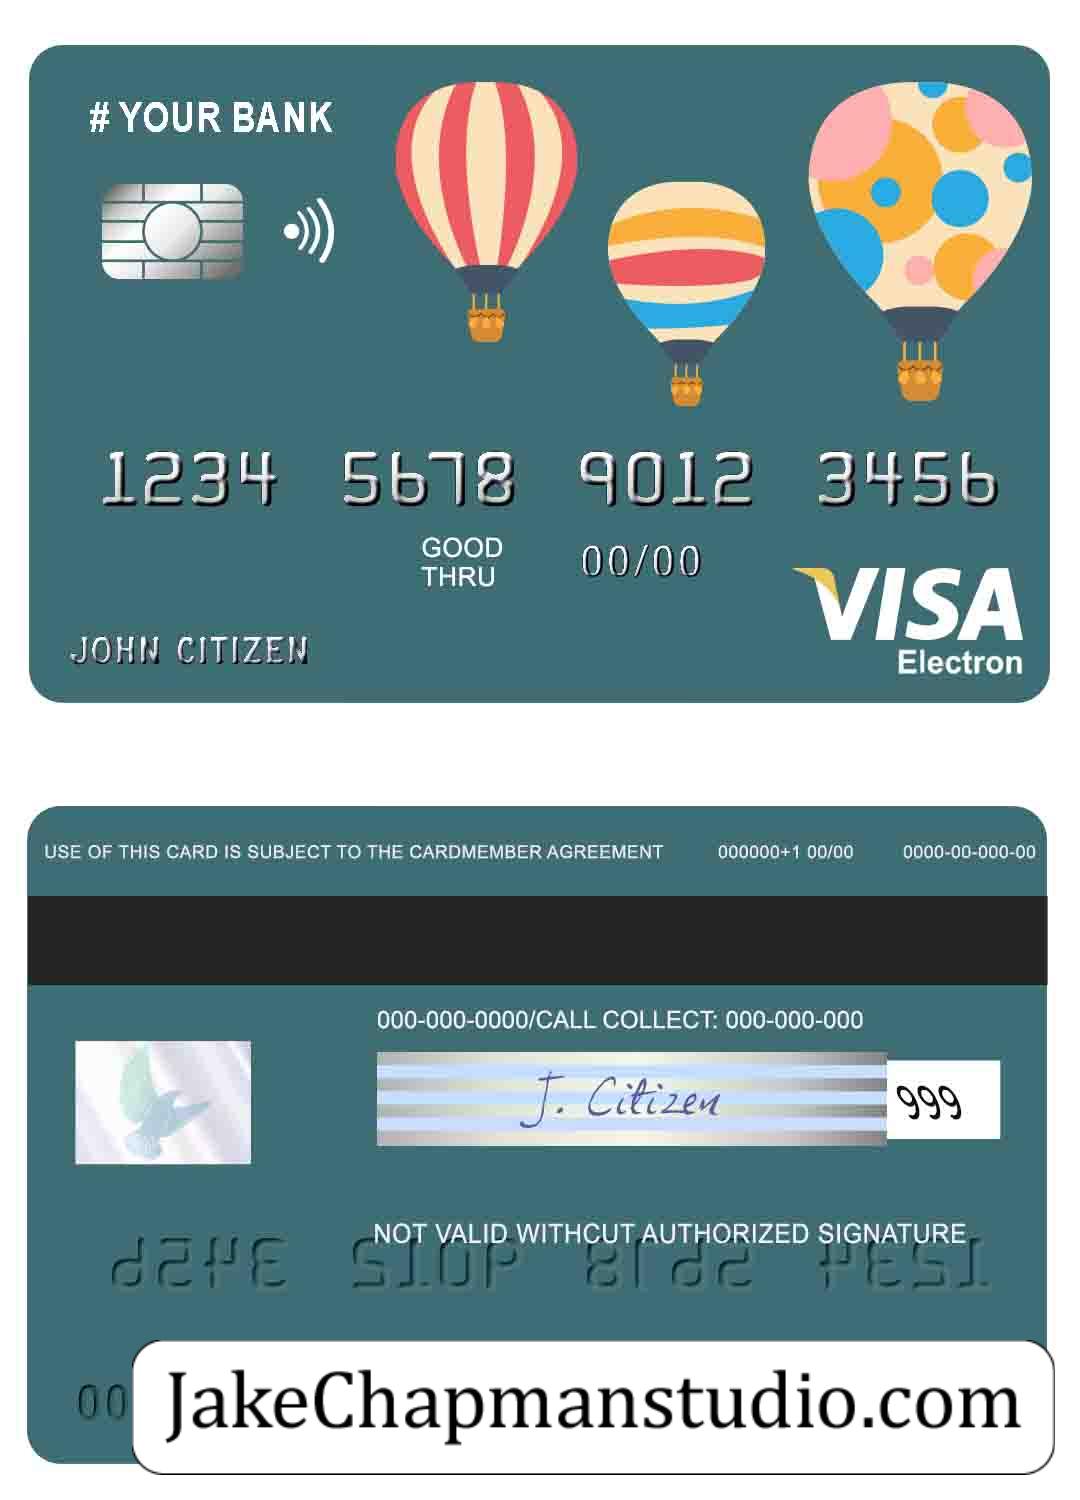 # YOUR BANK
1234 5678 9012 3456
GOOD
THRU
00/00
VISA
Electron
JOHN CITIZEN
USE OF THIS CARD IS SUBJECT TO THE CARDMEMBER AGREEMENT 000000+1 00/00 0000-00-000-00
000-000-0000/CALL COLLECT: 000-000-000
J. Citizen
999
NOT VALID WITHCUT AUTHORIZED SIGNATURE
00
JakeChapmanstudio.com